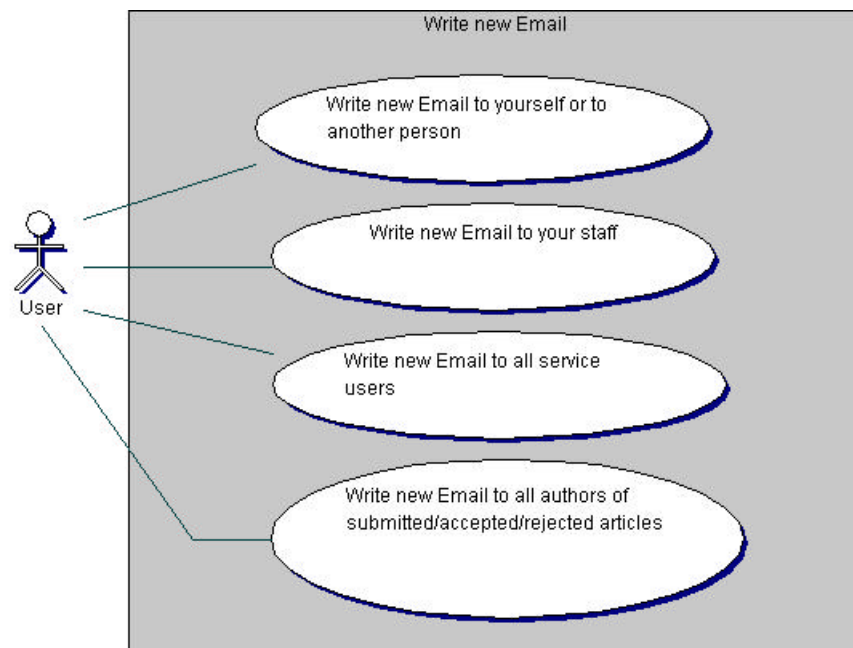 Write new Email
Write new Email to yourself or to
another person
Write new Email to your staff
User
Write new Email to all service
users
Write new Email to all authors of
submitted/accepted/rejected articles